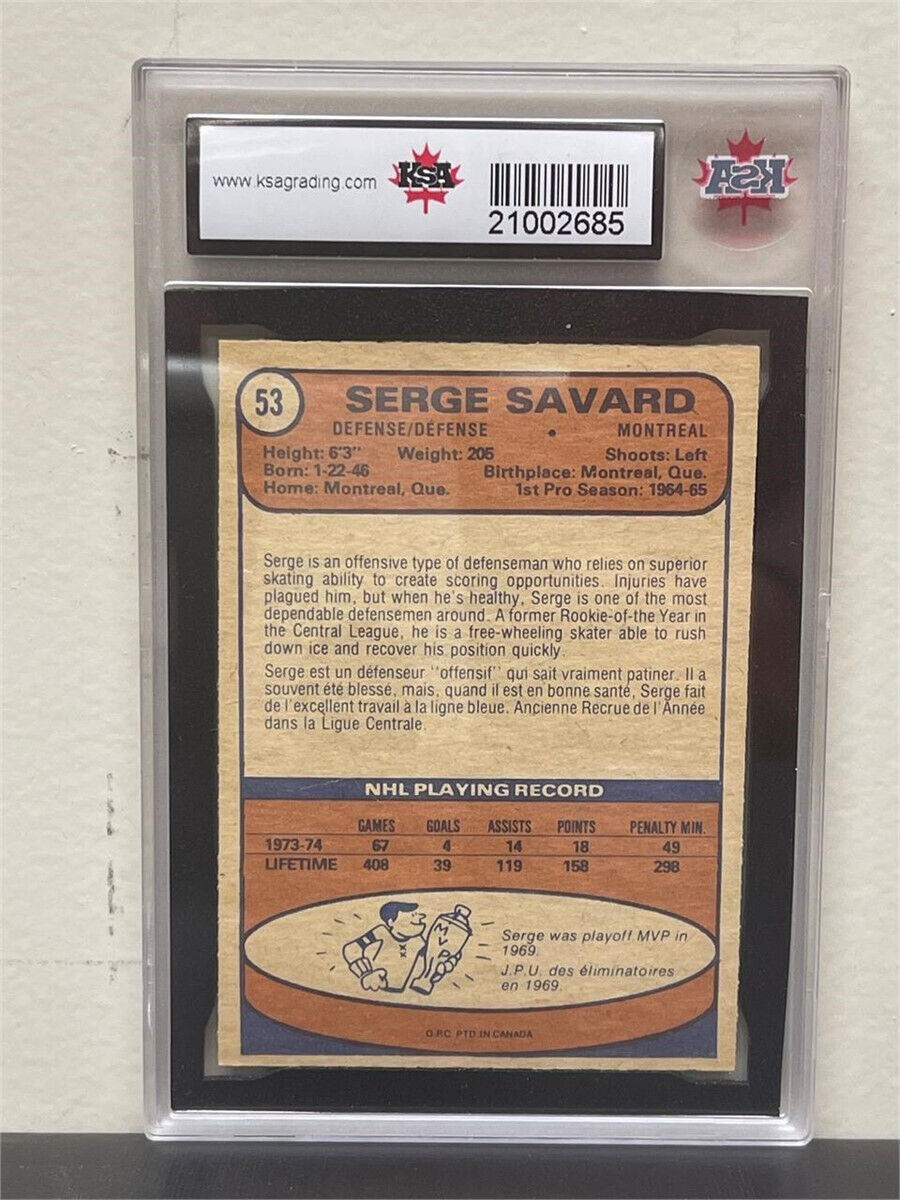 www.ksagrading.com KSA
21002685
KSA
53
SERGE SAVARD
DEFENSE/DÉFENSE • MONTREAL
Height: 6'3" Weight: 205 Shoots: Left
Born: 1-22-46 Birthplace: Montreal, Que.
Home: Montreal, Que. 1st Pro Season: 1964-65
Serge is an offensive type of defenseman who relies on superior
skating ability to create scoring opportunities. Injuries have
plagued him, but when he's healthy, Serge is one of the most
dependable defensemen around. A former Rookie-of-the Year in
the Central League, he is a free-wheeling skater able to rush
down ice and recover his position quickly.
Serge est un défenseur "offensif" qui sait vraiment patiner. Il a
souvent été blessé, mais, quand il est en bonne santé, Serge fait
de l'excellent travail à la ligne bleue. Ancienne Recrue de l'Année
dans la Ligue Centrale.
NHL PLAYING RECORD
GAMES GOALS ASSISTS POINTS PENALTY MIN.
1973-74 67 4 14 18 49
LIFETIME 408 39 119 158 298
MVP
Serge was playoff MVP in
1969.
J.P.U. des éliminatoires
en 1969.
O.P.C. PTD. IN CANADA